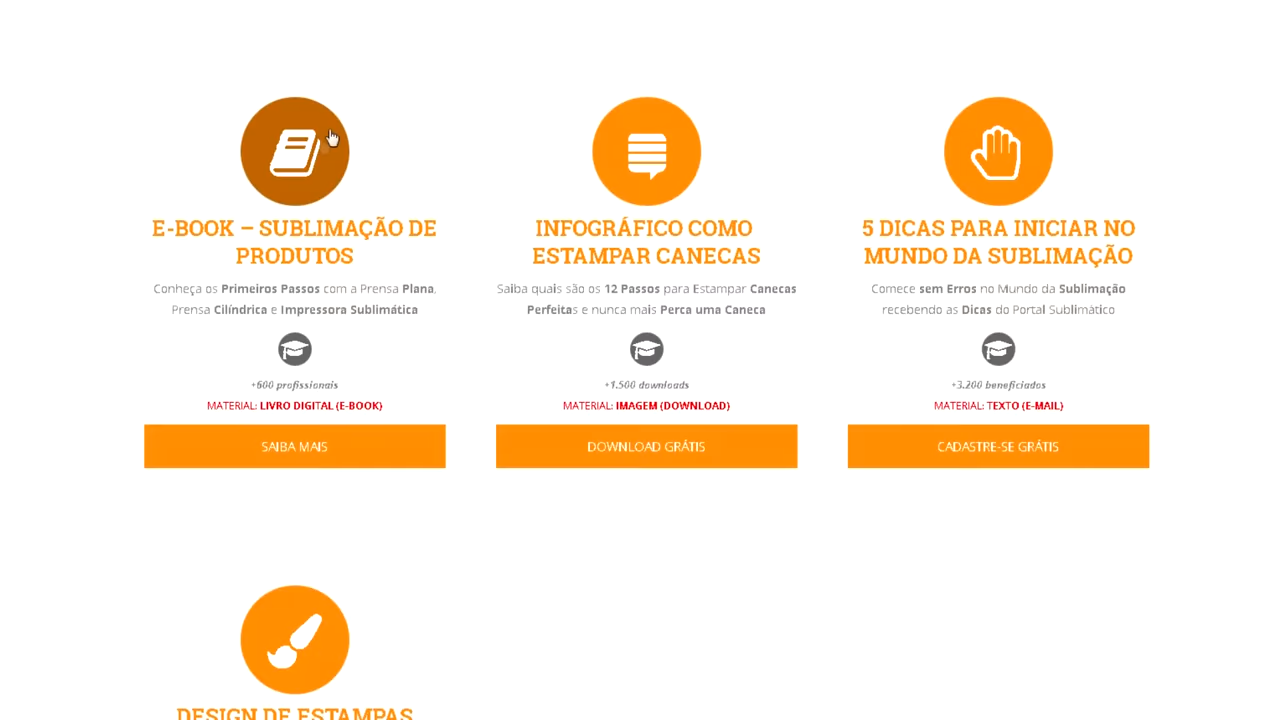 E-BOOK – SUBLIMAÇÃO DE
PRODUTOS
Conheça os Primeiros Passos com a Prensa Plana,
Prensa Cilíndrica e Impressora Sublimática
+600 profissionais
MATERIAL: LIVRO DIGITAL (E-BOOK)
SAIBA MAIS
INFOGRÁFICO COMO
ESTAMPAR CANECAS
Saiba quais são os 12 Passos para Estampar Canecas
Perfeitas e nunca mais Perca uma Caneca
+1.500 downloads
MATERIAL: IMAGEM (DOWNLOAD)
DOWNLOAD GRÁTIS
5 DICAS PARA INICIAR NO
MUNDO DA SUBLIMAÇÃO
Comece sem Erros no Mundo da Sublimação
recebendo as Dicas do Portal Sublimático
+3.200 beneficiados
MATERIAL: TEXTO (E-MAIL)
CADASTRE-SE GRÁTIS
DESIGN DE ESTAMPAS